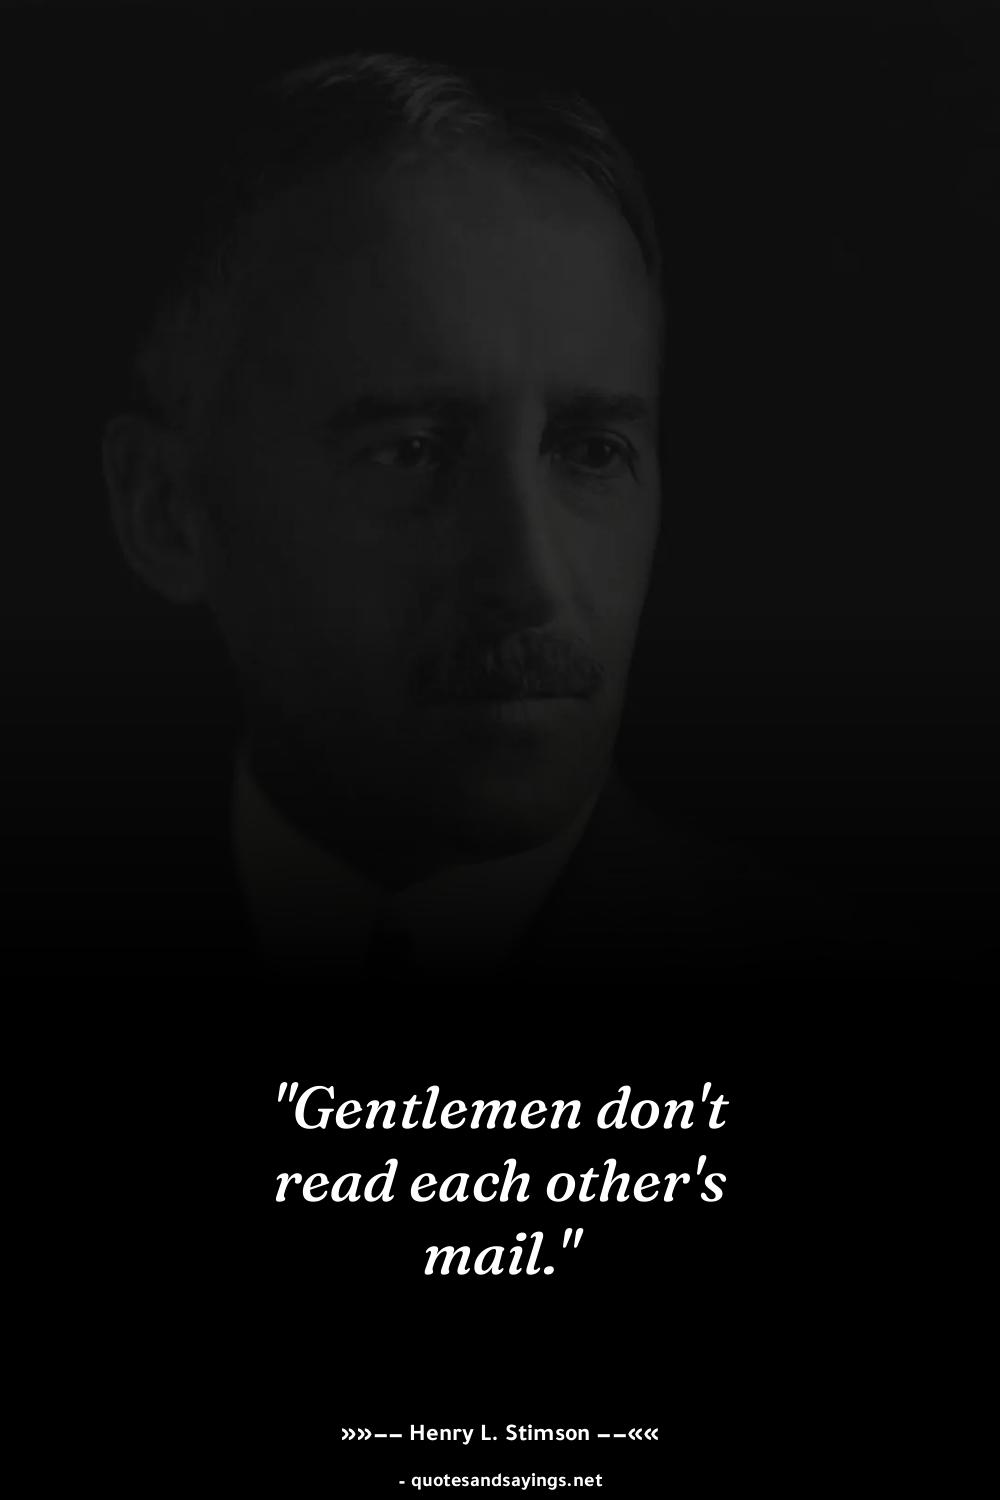 "Gentlemen don't
read each other's
mail."
»»–– Henry L. Stimson ––««
- quotesandsayings.net